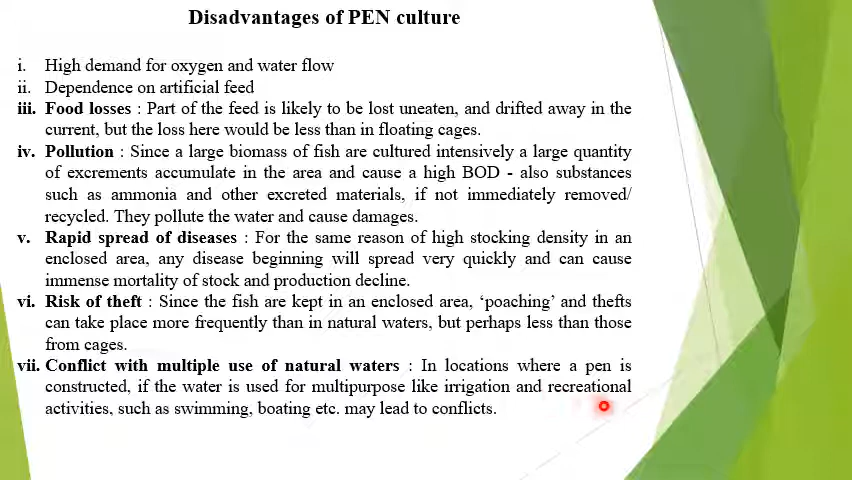 Disadvantages of PEN culture
i. High demand for oxygen and water flow
ii. Dependence on artificial feed
iii. Food losses : Part of the feed is likely to be lost uneaten, and drifted away in the
current, but the loss here would be less than in floating cages.
iv. Pollution : Since a large biomass of fish are cultured intensively a large quantity
of excrements accumulate in the area and cause a high BOD - also substances
such as ammonia and other excreted materials, if not immediately removed/
recycled. They pollute the water and cause damages.
v. Rapid spread of diseases : For the same reason of high stocking density in an
enclosed area, any disease beginning will spread very quickly and can cause
immense mortality of stock and production decline.
vi. Risk of theft : Since the fish are kept in an enclosed area, ‘poaching’ and thefts
can take place more frequently than in natural waters, but perhaps less than those
from cages.
vii. Conflict with multiple use of natural waters : In locations where a pen is
constructed, if the water is used for multipurpose like irrigation and recreational
activities, such as swimming, boating etc. may lead to conflicts.